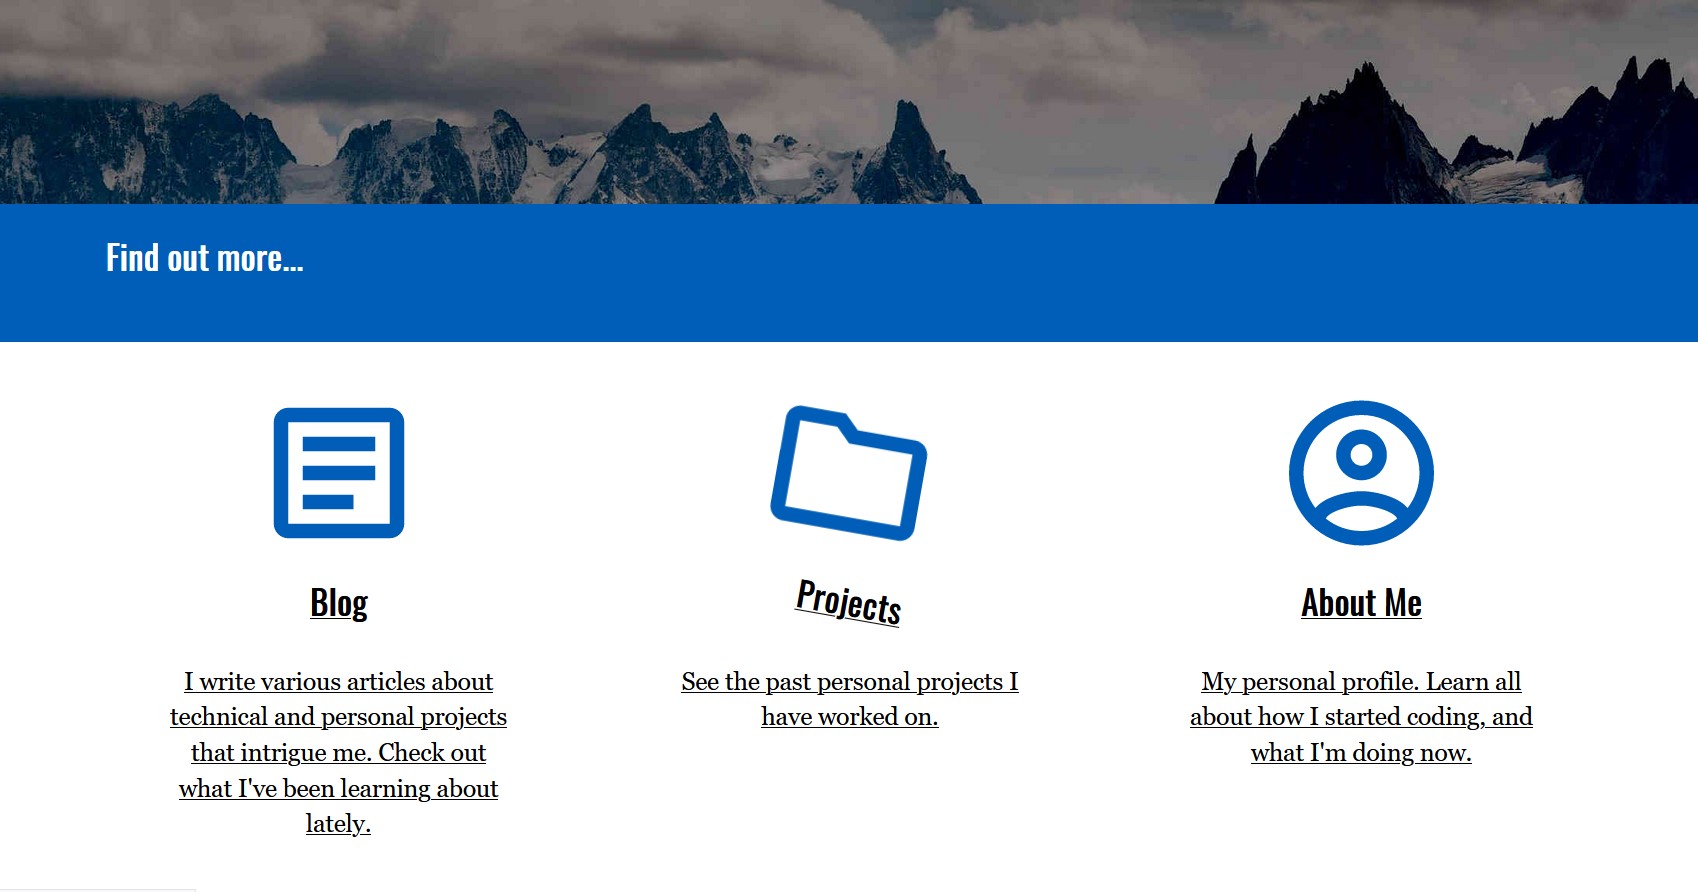 Find out more...
Blog
I write various articles about
technical and personal projects
that intrigue me. Check out
what I've been learning about
lately.
Projects
See the past personal projects I
have worked on.
About Me
My personal profile. Learn all
about how I started coding, and
what I'm doing now.